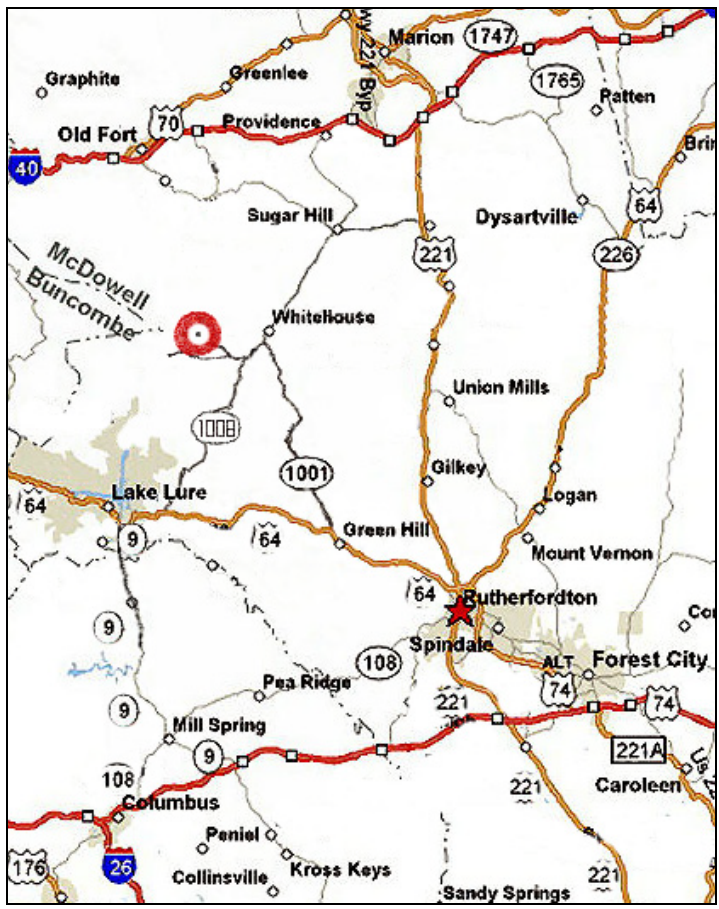 Marion
1747
Hwy 221 Byp
Graphite
Greenlee
1765
Patten
70
Providence
Old Fort
40
64
Sugar Hill
Dysartville
221
226
McDowell
Buncombe
WhiteHouse
Union Mills
1008
1001
Gilkey
64
Lake Lure
Logan
9
64
Green Hill
Mount Vernon
64
Rutherfordton
9
Spindale
108
ALT
Forest City
74
Pea Ridge
221
74
9
Mill Spring
9
221A
108
221
Caroleen
Columbus
Peniel
176
26
Kross Keys
221
Collinsville
Sandy Springs